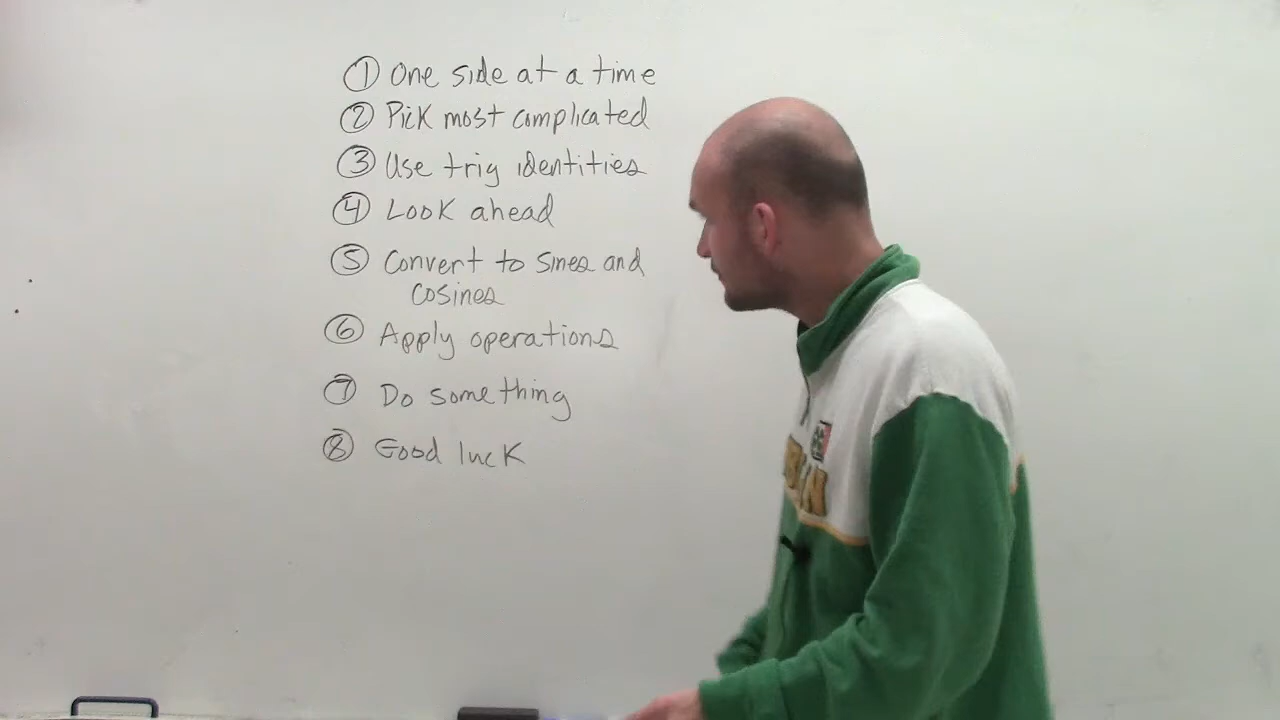 ① One side at a time
② Pick most complicated
③ Use trig identities
④ Look ahead
⑤ Convert to sines and
cosines
⑥ Apply operations
⑦ Do something
⑧ Good luck